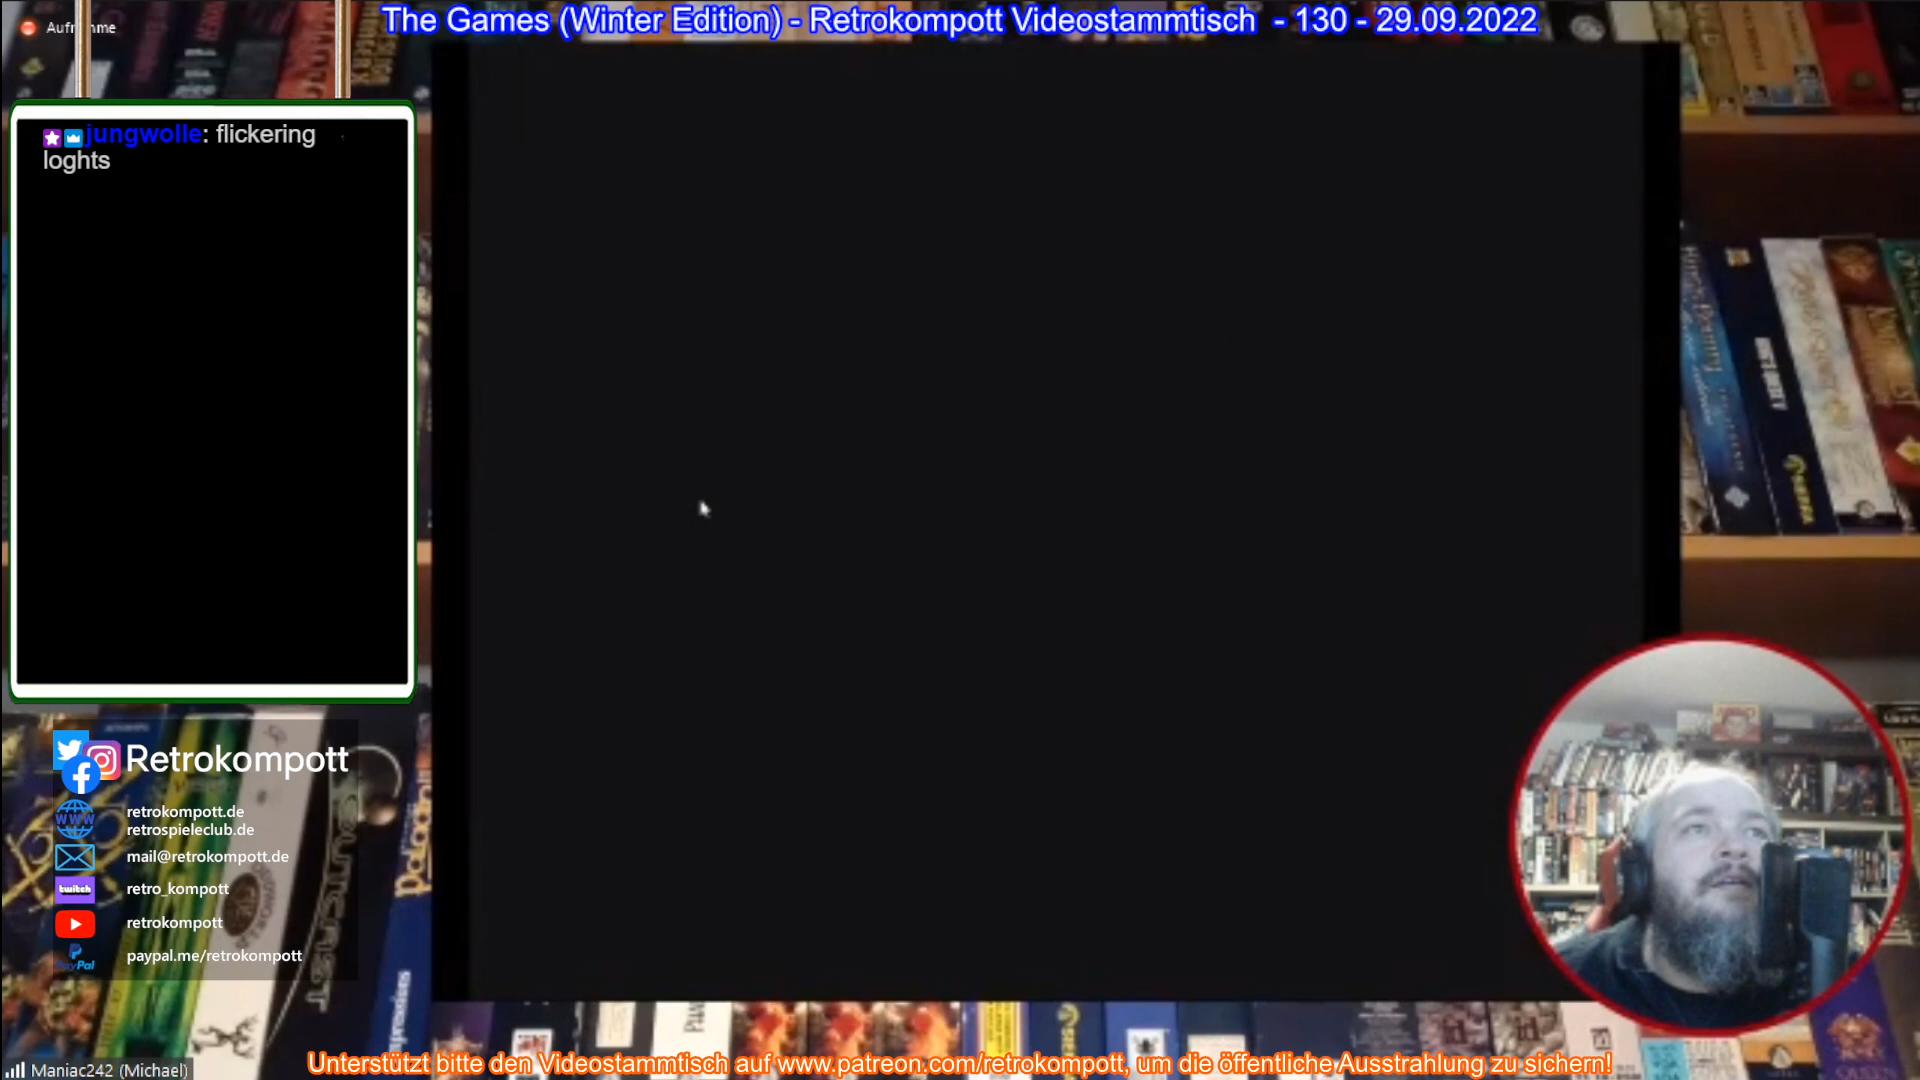 The Games (Winter Edition) - Retrokompott Videostammtisch - 130 - 29.09.2022
jungwolle: flickering
loghts
Retrokompott
www
retrokompott.de
retrospieleclub.de
mail@retrokompott.de
twitch
retro_kompott
retrokompott
PayPal
paypal.me/retrokompott
Maniac242 (Michael)
Unterstützt bitte den Videostammtisch auf www.patreon.com/retrokompott, um die öffentliche Ausstrahlung zu sichern!